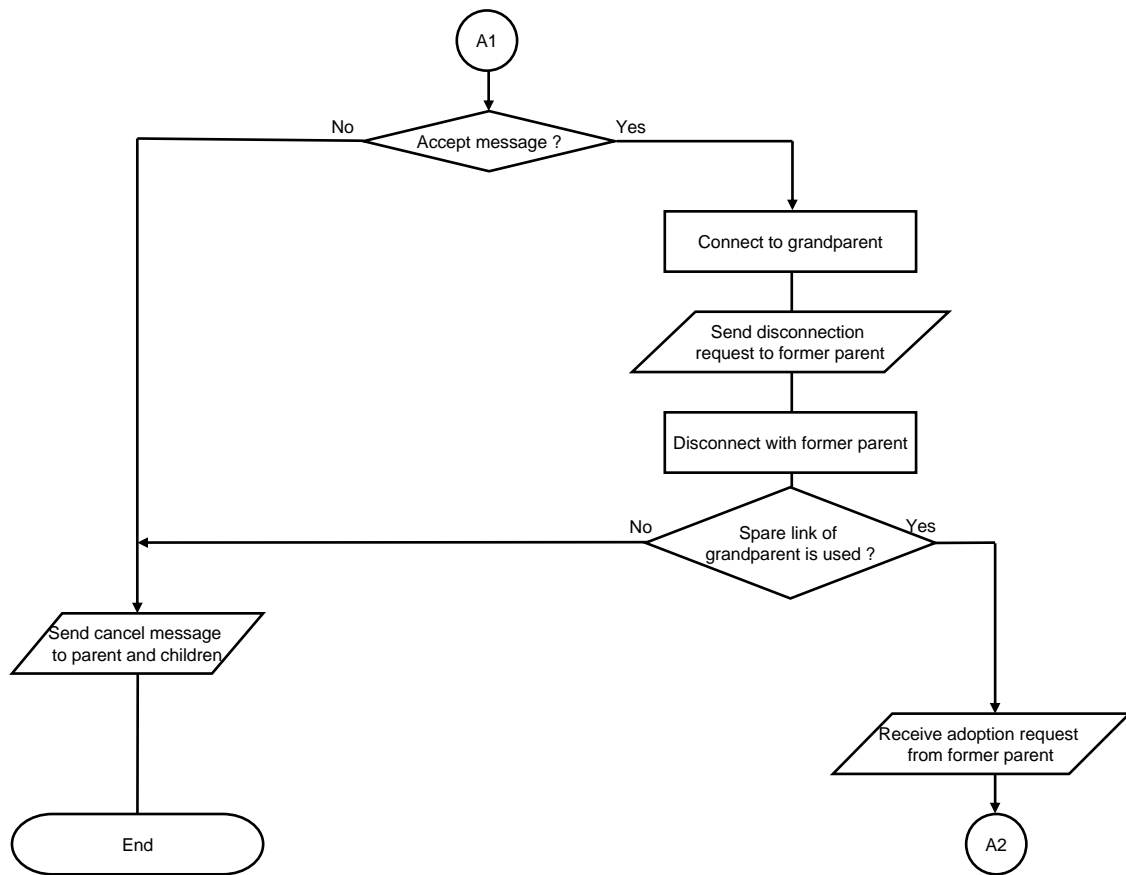 A1
No
Yes
Accept message ?
Connect to grandparent
Send disconnection
request to former parent
Disconnect with former parent
No
Yes
Spare link of
grandparent is used ?
Send cancel message
to parent and children
Receive adoption request
from former parent
End
A2